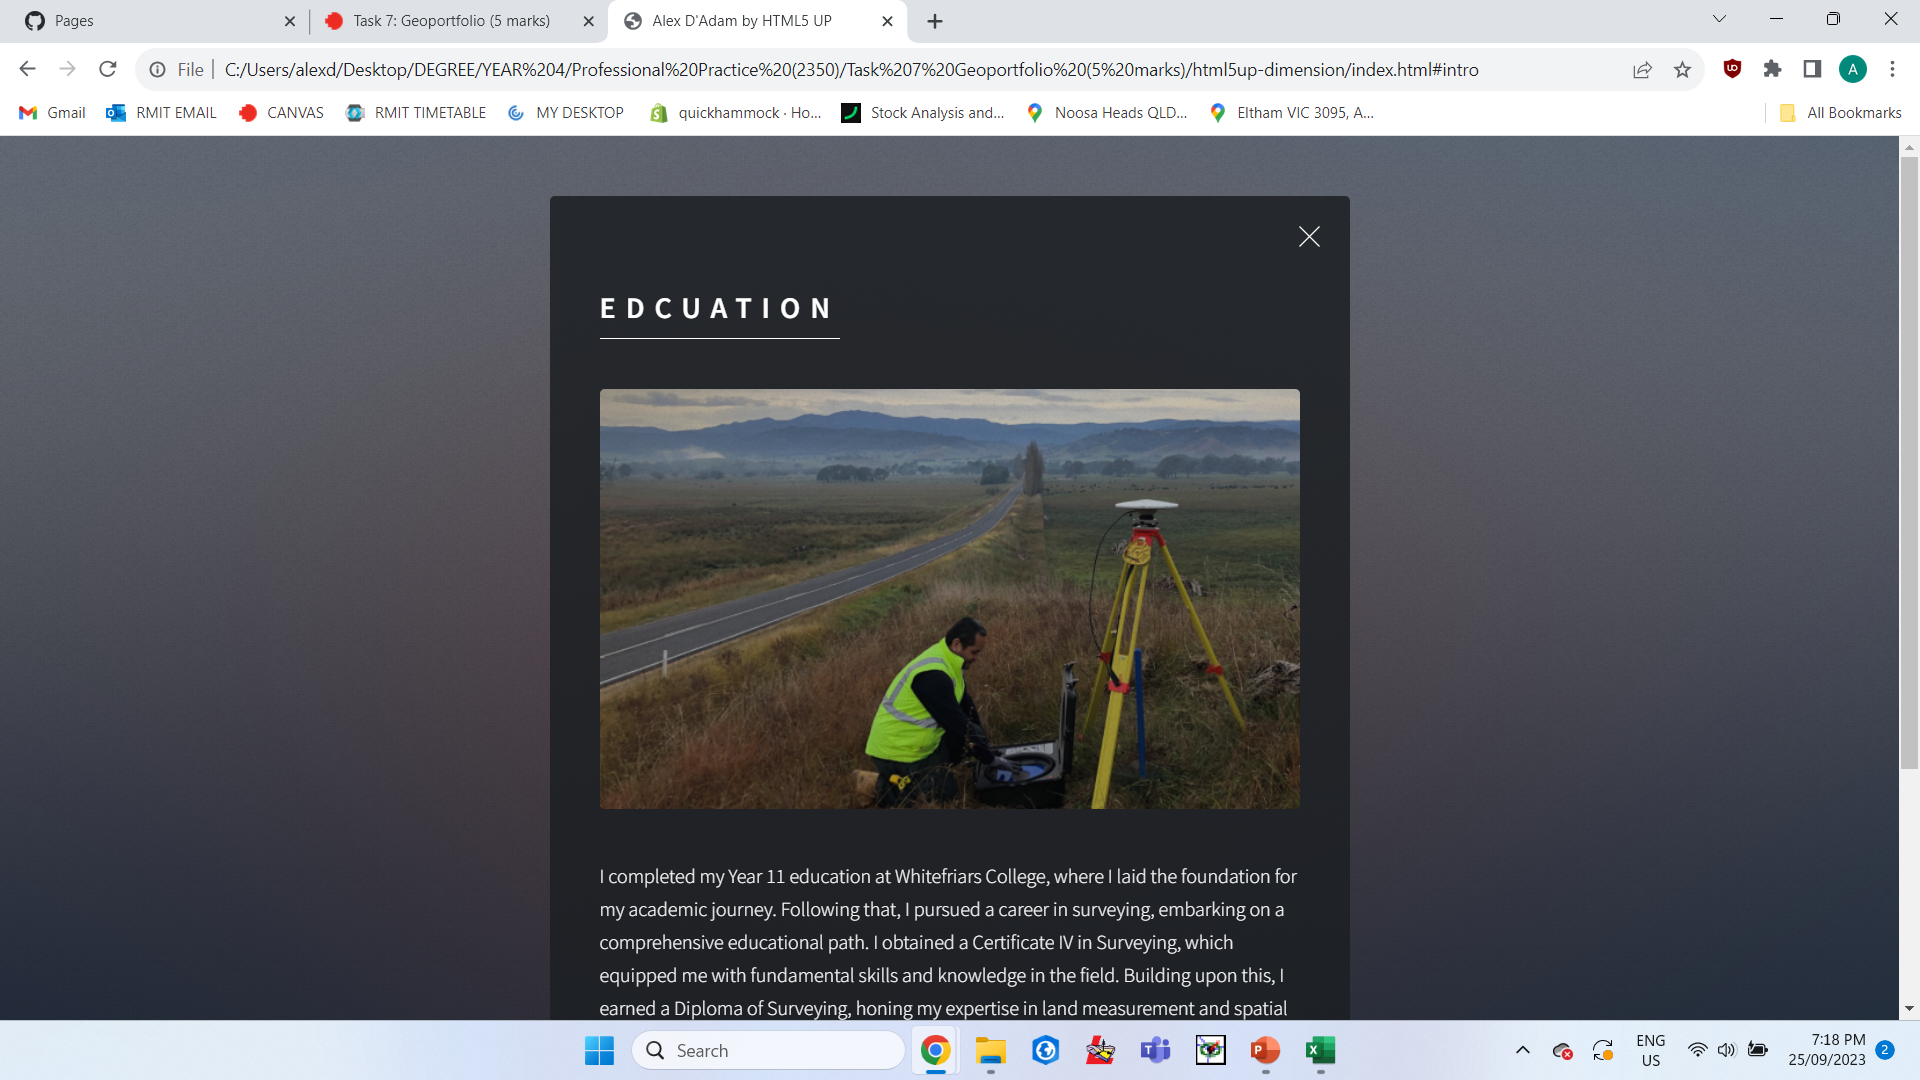 Pages
Task 7: Geoportfolio (5 marks)
Alex D'Adam by HTML5 UP
File
C:/Users/alexd/Desktop/DEGREE/YEAR%204/Professional%20Practice%20(2350)/Task%207%20Geoportfolio%20(5%20marks)/html5up-dimension/index.html#intro
A
Gmail
RMIT EMAIL
CANVAS
RMIT TIMETABLE
MY DESKTOP
quickhammock · Ho...
Stock Analysis and...
Noosa Heads QLD...
Eltham VIC 3095, A...
All Bookmarks
EDCUATION
I completed my Year 11 education at Whitefriars College, where I laid the foundation for
my academic journey. Following that, I pursued a career in surveying, embarking on a
comprehensive educational path. I obtained a Certificate IV in Surveying, which
equipped me with fundamental skills and knowledge in the field. Building upon this, I
earned a Diploma of Surveying, honing my expertise in land measurement and spatial
Search
ENG
US
7:18 PM
25/09/2023
2